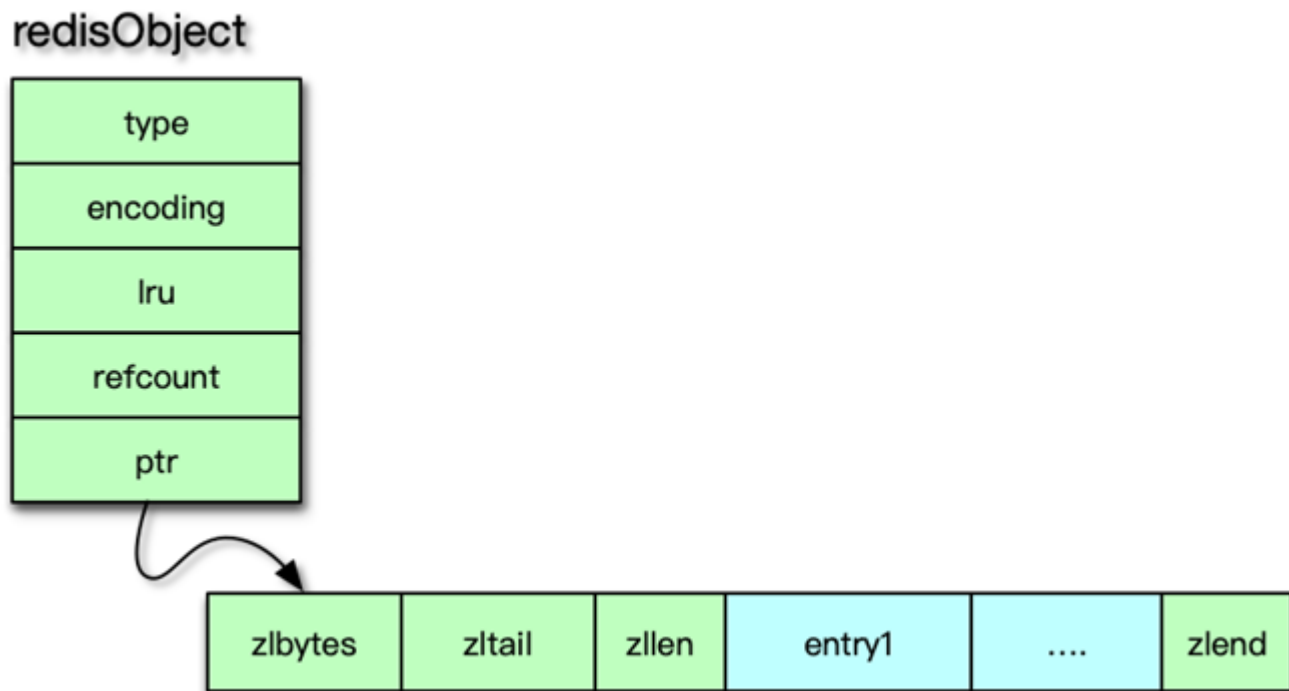 redisObject
type
encoding
lru
refcount
ptr
zlbytes zltail zllen entry1 .... zlend